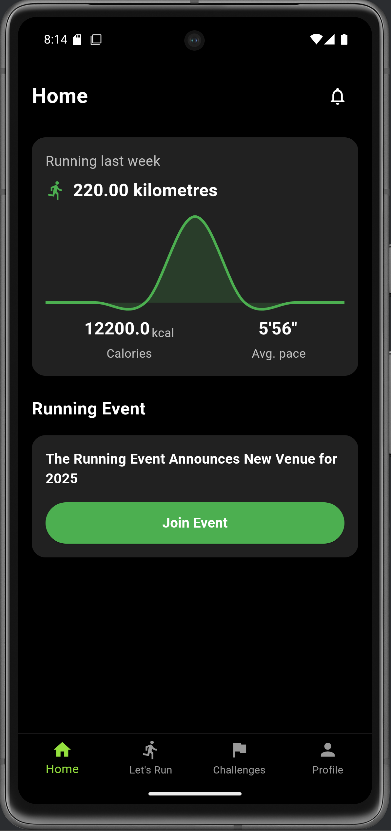 8:14
Home
Running last week
220.00 kilometres
12200.0 kcal
5'56"
Calories
Avg. pace
Running Event
The Running Event Announces New Venue for
2025
Join Event
Home
Let's Run
Challenges
Profile